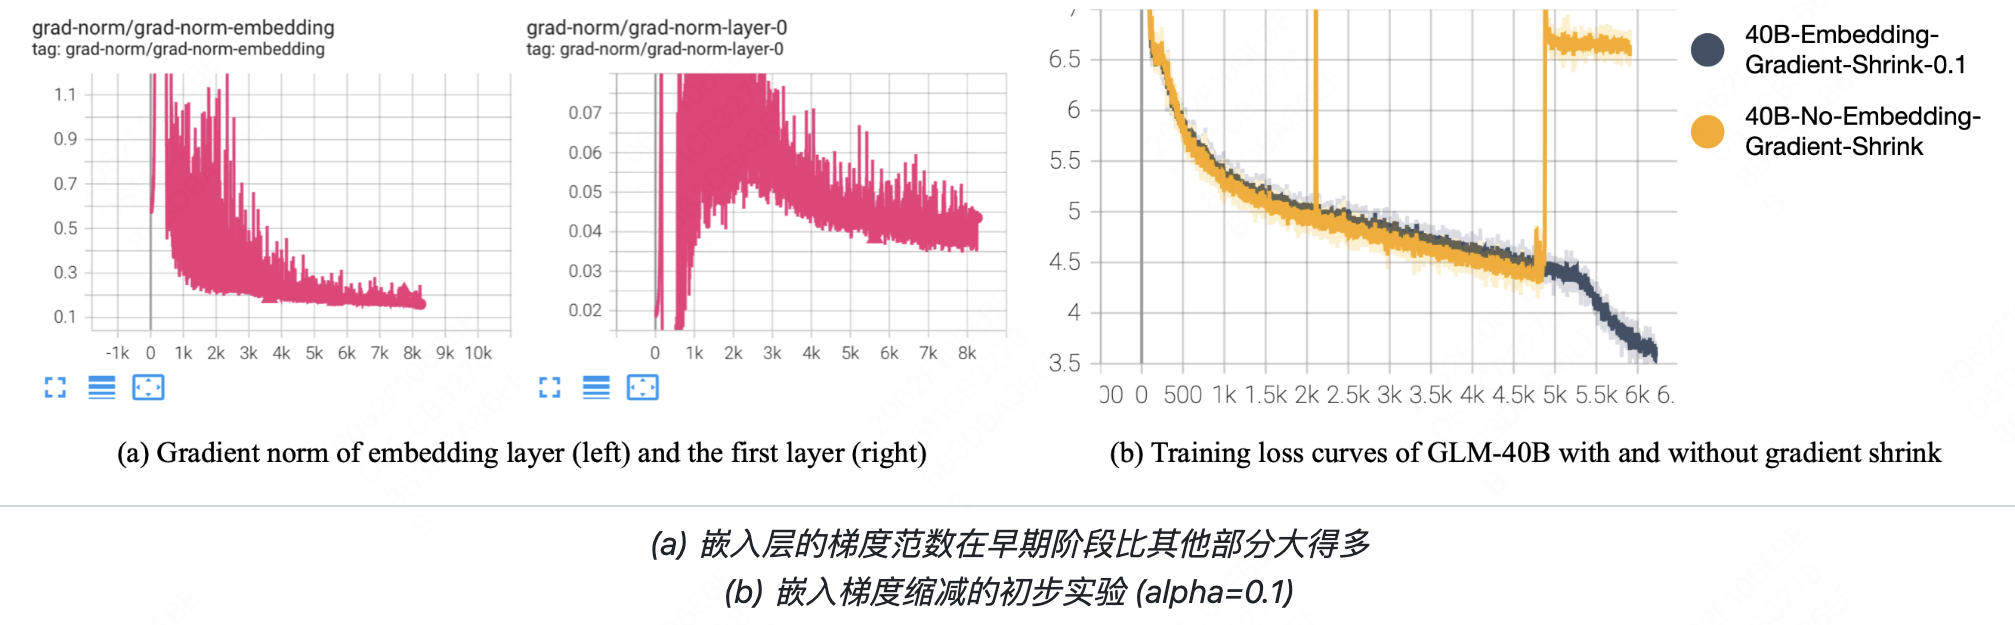 grad-norm/grad-norm-embedding
tag: grad-norm/grad-norm-embedding
1.1
0.9
0.7
0.5
0.3
0.1
-1k 0 1k 2k 3k 4k 5k 6k 7k 8k 9k 10k
grad-norm/grad-norm-layer-0
tag: grad-norm/grad-norm-layer-0
0.07
0.06
0.05
0.04
0.03
0.02
0 1k 2k 3k 4k 5k 6k 7k 8k
(a) Gradient norm of embedding layer (left) and the first layer (right)
6.5
6
5.5
5
4.5
4
3.5
00 0 500 1k 1.5k 2k 2.5k 3k 3.5k 4k 4.5k 5k 5.5k 6k 6.
40B-Embedding-
Gradient-Shrink-0.1
40B-No-Embedding-
Gradient-Shrink
(b) Training loss curves of GLM-40B with and without gradient shrink
(a) 嵌入层的梯度范数在早期阶段比其他部分大得多
(b) 嵌入梯度缩减的初步实验 (alpha=0.1)